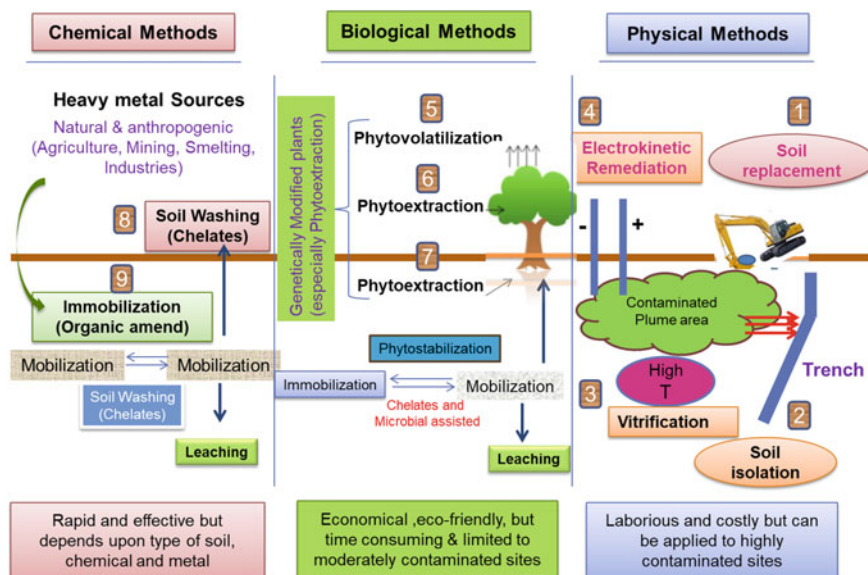 Chemical Methods
Heavy metal Sources
Natural & anthropogenic
(Agriculture, Mining, Smelting,
Industries)
8
Soil Washing
(Chelates)
9
Immobilization
(Organic amend)
Mobilization
Mobilization
Soil Washing
(Chelates)
Leaching
Rapid and effective but
depends upon type of soil,
chemical and metal
Biological Methods
Genetically Modified plants
(especially Phytoextraction)
5
Phytovolatilization
6
Phytoextraction
7
Phytoextraction
Phytostabilization
Immobilization
Mobilization
Chelates and
Microbial assisted
Leaching
Economical ,eco-friendly, but
time consuming & limited to
moderately contaminated sites
Physical Methods
4
Electrokinetic
Remediation
1
Soil
replacement
-
+
Contaminated
Plume area
Trench
High
T
3
Vitrification
2
Soil
isolation
Laborious and costly but can
be applied to highly
contaminated sites